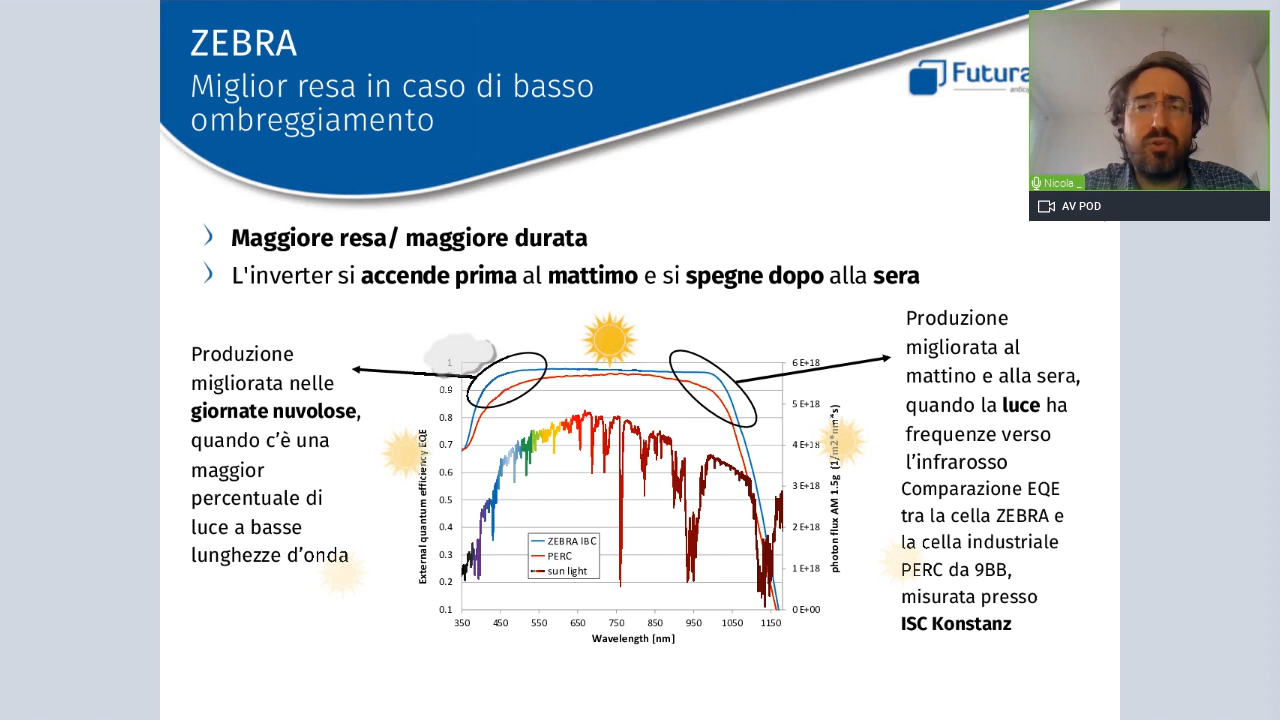 ZEBRA
Miglior resa in caso di basso
ombreggiamento
Futura
Nicola _
AV POD
Maggiore resa/ maggiore durata
L'inverter si accende prima al mattimo e si spegne dopo alla sera
Produzione
migliorata nelle
giornate nuvolose,
quando c'è una
maggior
percentuale di
luce a basse
lunghezze d'onda
1
0.9
0.8
0.7
0.6
0.5
0.4
0.3
0.2
0.1
External quantum efficiency EQE
ZEBRA IBC
PERC
sun light
350 450 550 650 750 850 950 1050 1150
Wavelength [nm]
6 E+18
5 E+18
4 E+18
3 E+18
2 E+18
1 E+18
0 E+00
photon flux AM 1.5g (1/m2*nm*s)
Produzione
migliorata al
mattino e alla sera,
quando la luce ha
frequenze verso
l'infrarosso
Comparazione EQE
tra la cella ZEBRA e
la cella industriale
PERC da 9BB,
misurata presso
ISC Konstanz